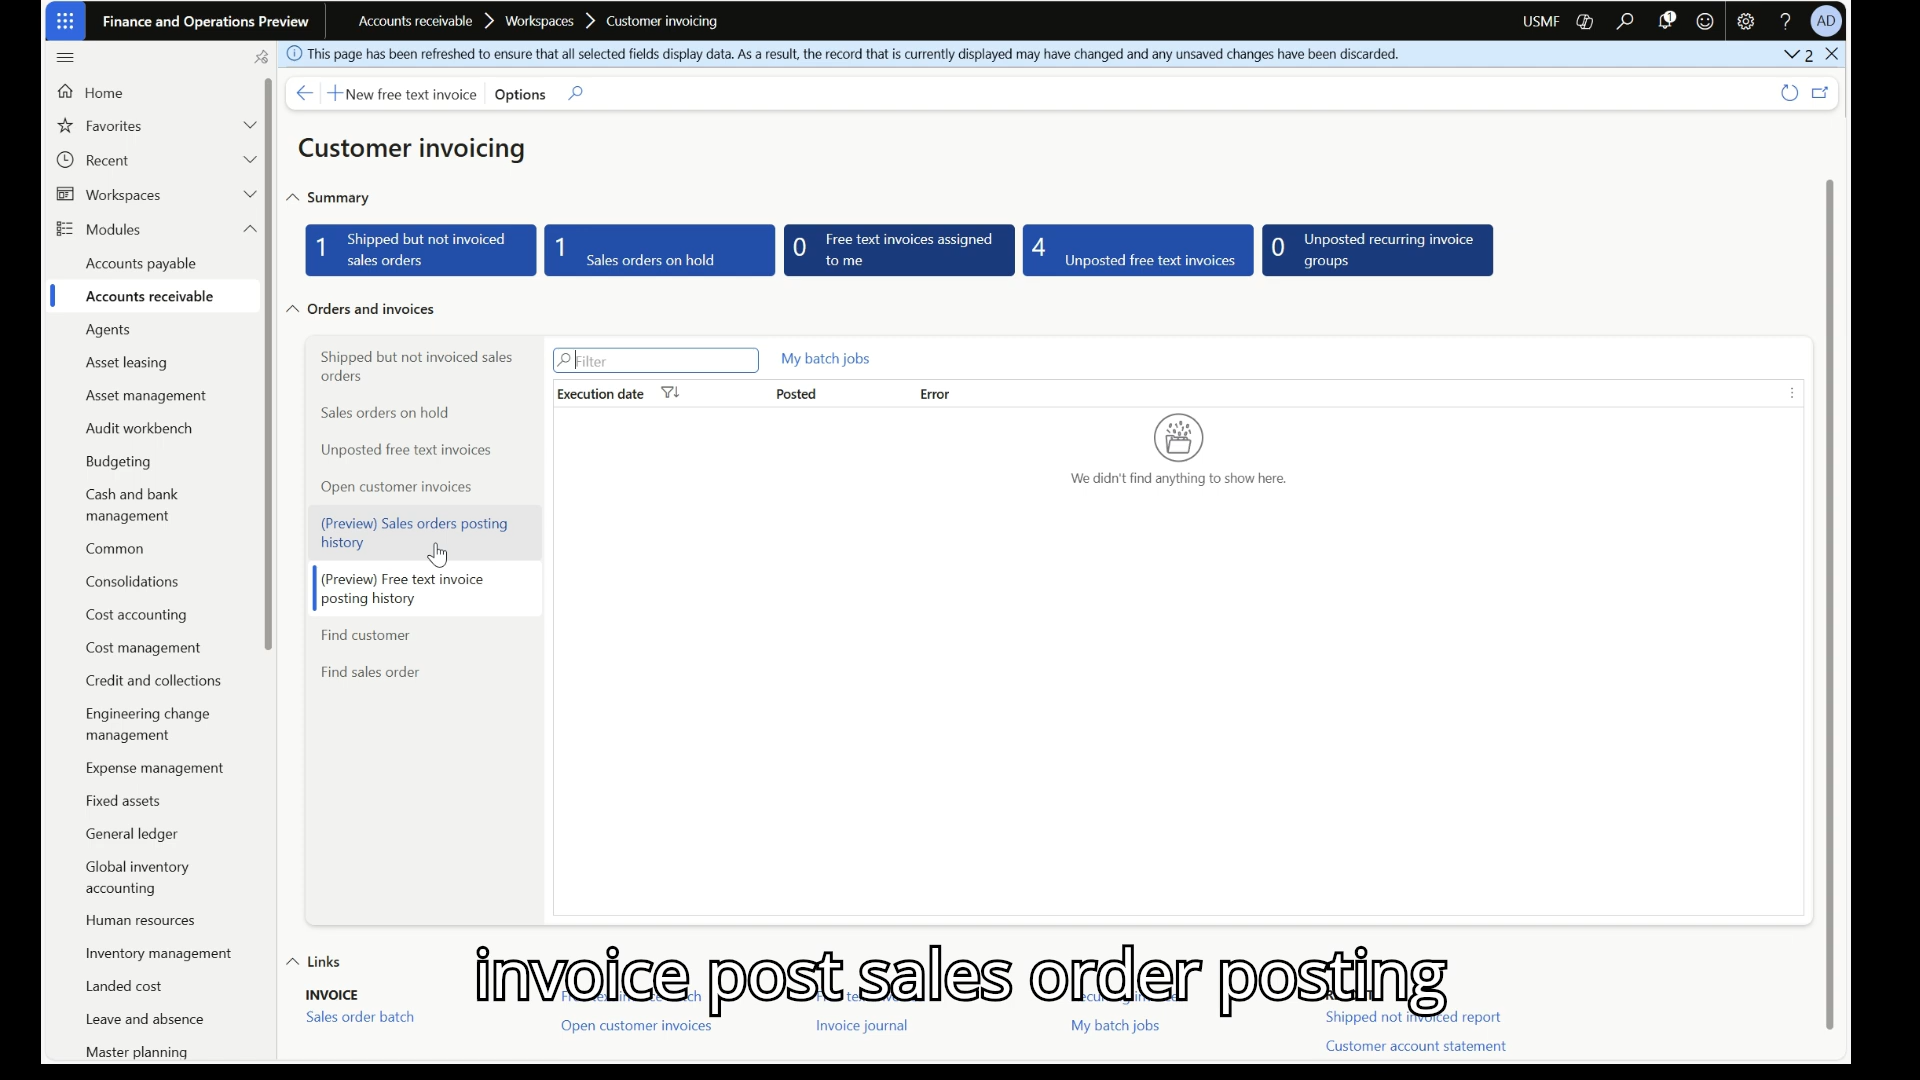 Finance and Operations Preview
Accounts receivable
Workspaces
Customer invoicing
USMF
1
AD
This page has been refreshed to ensure that all selected fields display data. As a result, the record that is currently displayed may have changed and any unsaved changes have been discarded.
2
New free text invoice
Options
Home
Favorites
Recent
Workspaces
Modules
Accounts payable
Accounts receivable
Agents
Asset leasing
Asset management
Audit workbench
Budgeting
Cash and bank
management
Common
Consolidations
Cost accounting
Cost management
Credit and collections
Engineering change
management
Expense management
Fixed assets
General ledger
Global inventory
accounting
Human resources
Inventory management
Landed cost
Leave and absence
Master planning
Customer invoicing
Summary
1 Shipped but not invoiced
sales orders
1 Sales orders on hold
0 Free text invoices assigned
to me
4 Unposted free text invoices
0 Unposted recurring invoice
groups
Orders and invoices
Shipped but not invoiced sales
orders
Sales orders on hold
Unposted free text invoices
Open customer invoices
(Preview) Sales orders posting
history
(Preview) Free text invoice
posting history
Find customer
Find sales order
Filter
My batch jobs
Execution date
Posted
Error
We didn't find anything to show here.
Links
invoice post sales order posting
INVOICE
Sales order batch
Open customer invoices
Invoice journal
My batch jobs
Shipped not invoiced report
Customer account statement